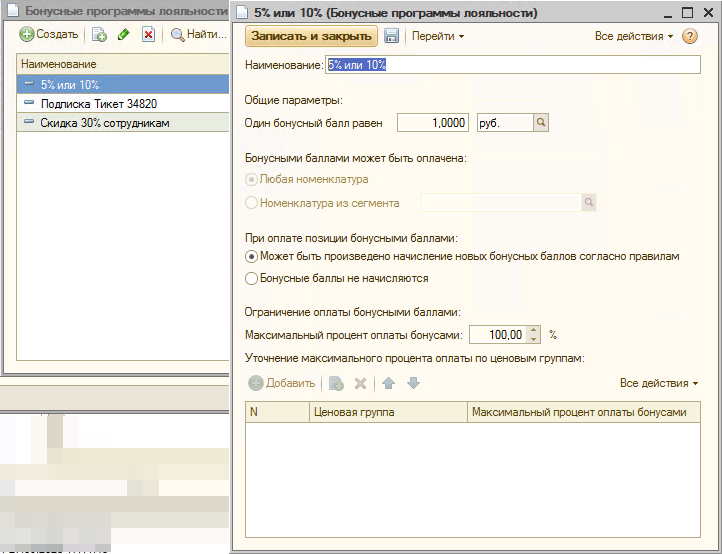 Бонусные программы лояльности
Создать
Найти...
Наименование
5% или 10%
Подписка Тикет 34820
Скидка 30% сотрудникам
5% или 10% (Бонусные программы лояльности)
Записать и закрыть
Перейти
Все действия
?
Наименование: 5% или 10%
Общие параметры:
Один бонусный балл равен 1,0000 руб.
Бонусными баллами может быть оплачена:
Любая номенклатура
Номенклатура из сегмента
При оплате позиции бонусными баллами:
Может быть произведено начисление новых бонусных баллов согласно правилам
Бонусные баллы не начисляются
Ограничение оплаты бонусными баллами:
Максимальный процент оплаты бонусами: 100,00 %
Уточнение максимального процента оплаты по ценовым группам:
Добавить
Все действия
N Ценовая группа Максимальный процент оплаты бонусами